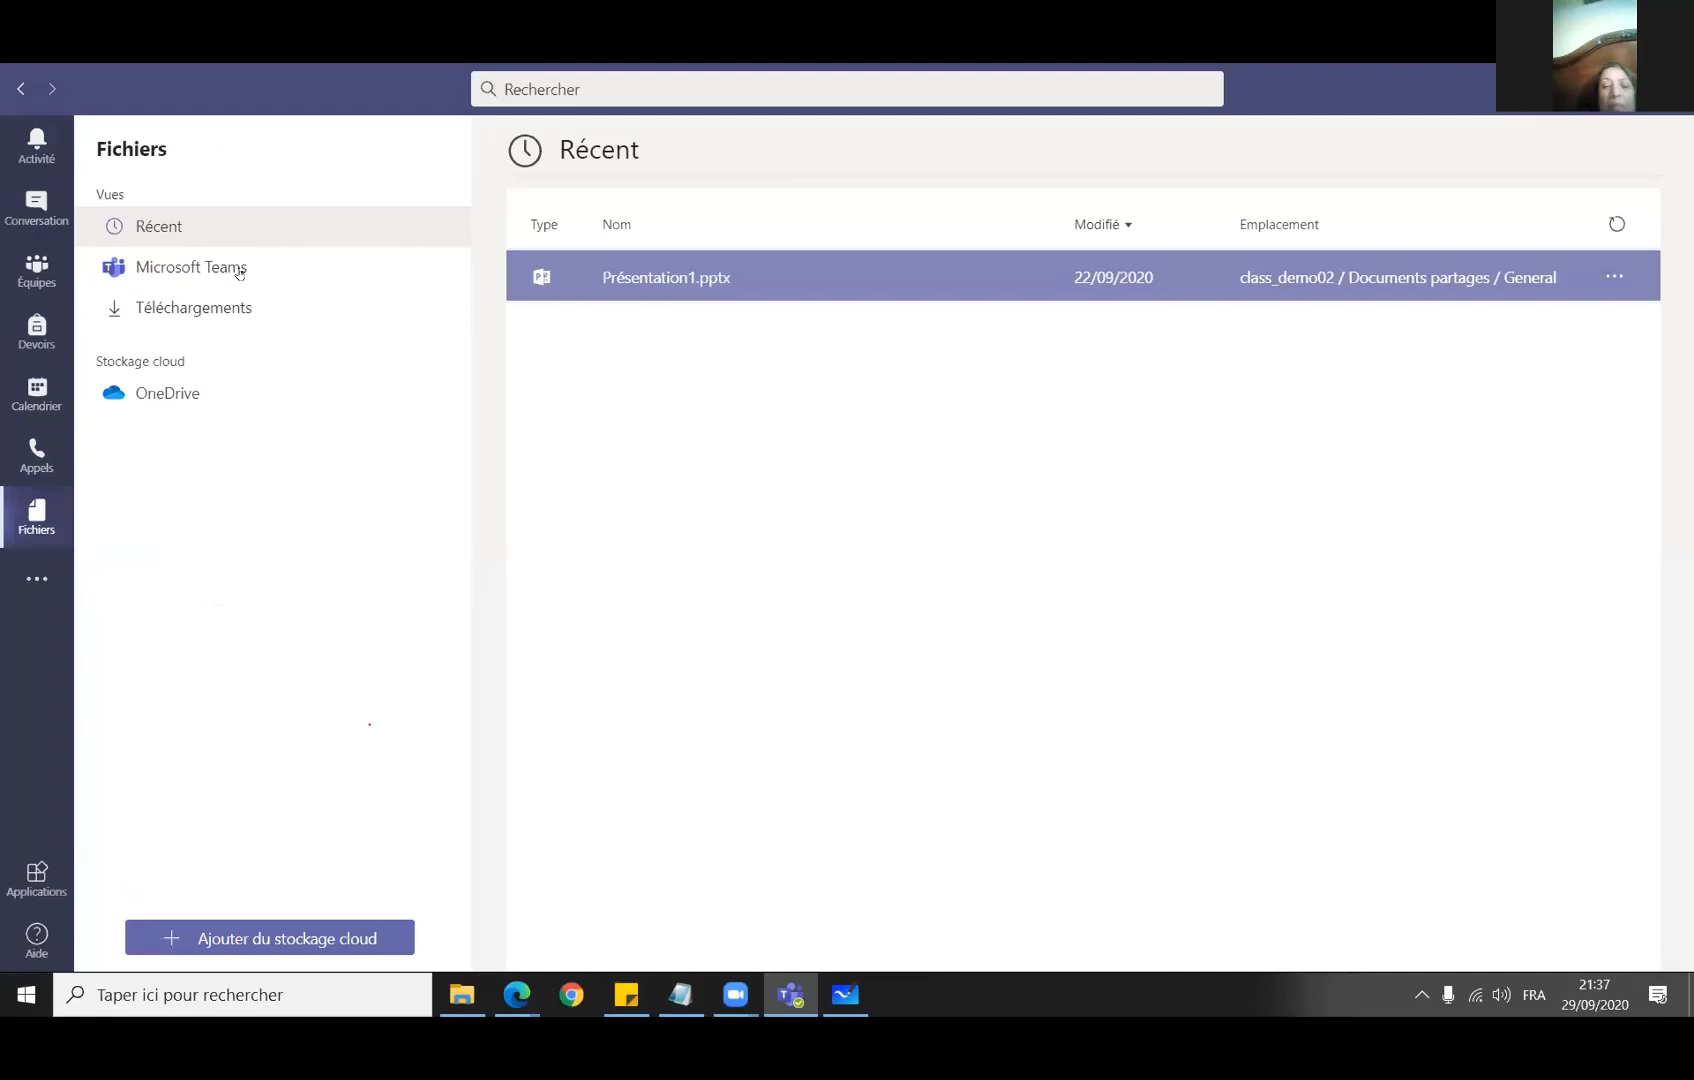 Rechercher
Activité
Conversation
Équipes
Devoirs
Calendrier
Appels
Fichiers
Applications
Aide
Fichiers
Vues
Récent
Microsoft Teams
Téléchargements
Stockage cloud
OneDrive
Ajouter du stockage cloud
Récent
Type Nom Modifié Emplacement
Présentation1.pptx 22/09/2020 class_demo02 / Documents partages / General
Taper ici pour rechercher
FRA
21:37
29/09/2020